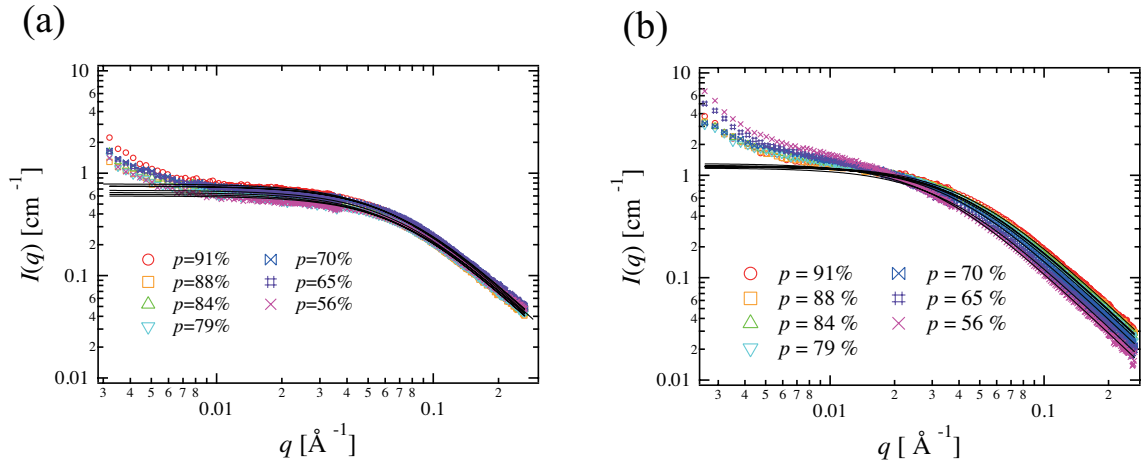 (a)
10
6
4
2
1
6
4
2
0.1
6
4
2
0.01
I(q) [cm⁻¹]
p=91%
p=88%
p=84%
p=79%
p=70%
p=65%
p=56%
3 4 5 6 7 8 2 3 4 5 6 7 8 2
0.01 0.1
q [Å⁻¹]
(b)
10
6
4
2
1
6
4
2
0.1
6
4
2
0.01
I(q) [cm⁻¹]
p = 91%
p = 88 %
p = 84 %
p = 79 %
p = 70 %
p = 65 %
p = 56 %
3 4 5 6 7 8 2 3 4 5 6 7 8 2
0.01 0.1
q [ Å⁻¹]